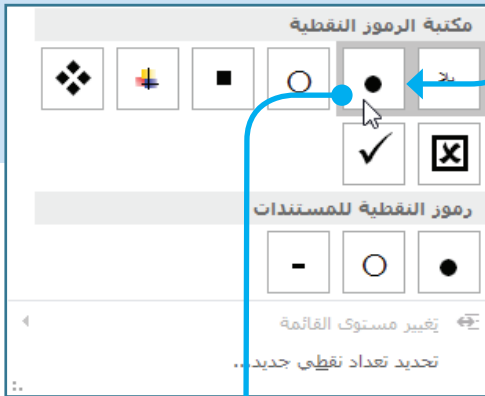 مكتبة الرموز النقطية
بلا
رموز النقطية للمستندات
تغيير مستوى القائمة
تحديد تعداد نقطي جديد...